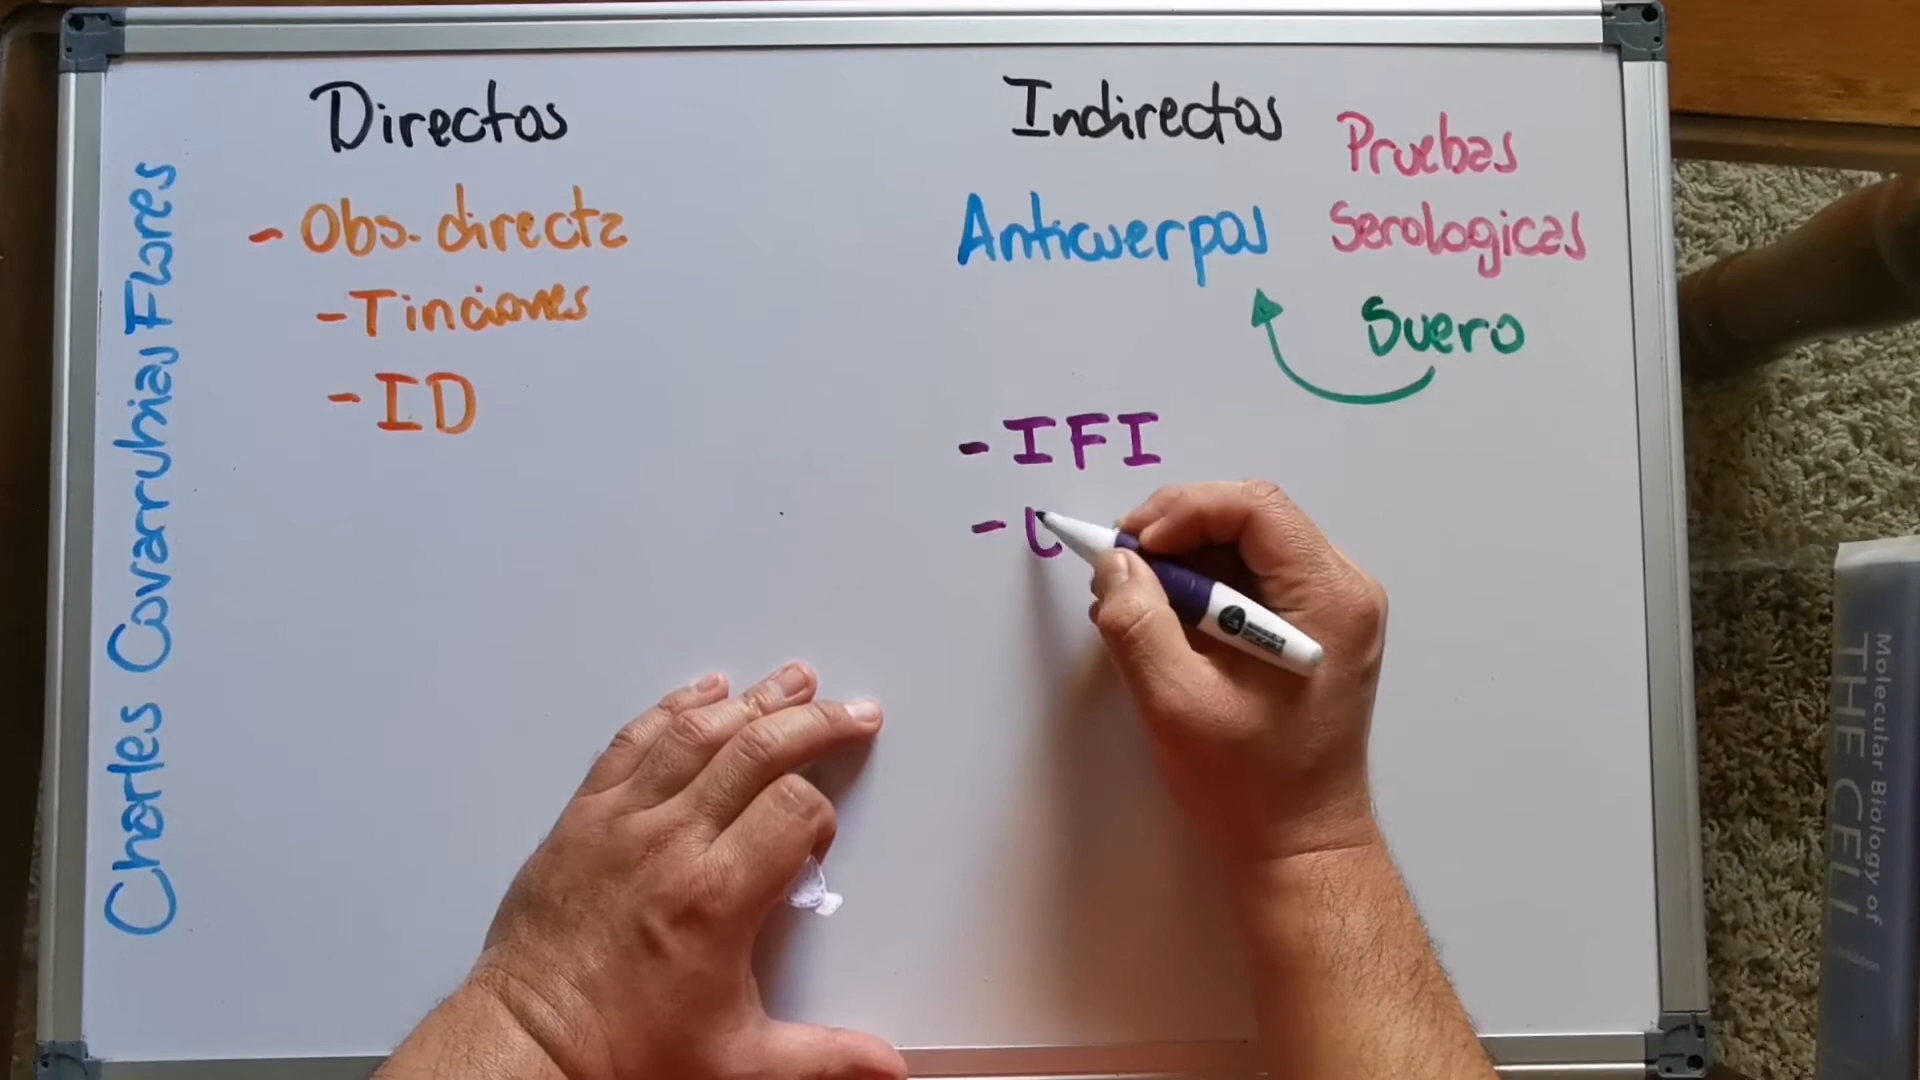 Directos
- Obs. directa
- Tinciones
- ID
Indirectos
Anticuerpos
Pruebas
Serologicas
Suero
- IFI
-
Charles Covarrubias Flores
Molecular Biology of
THE CELL